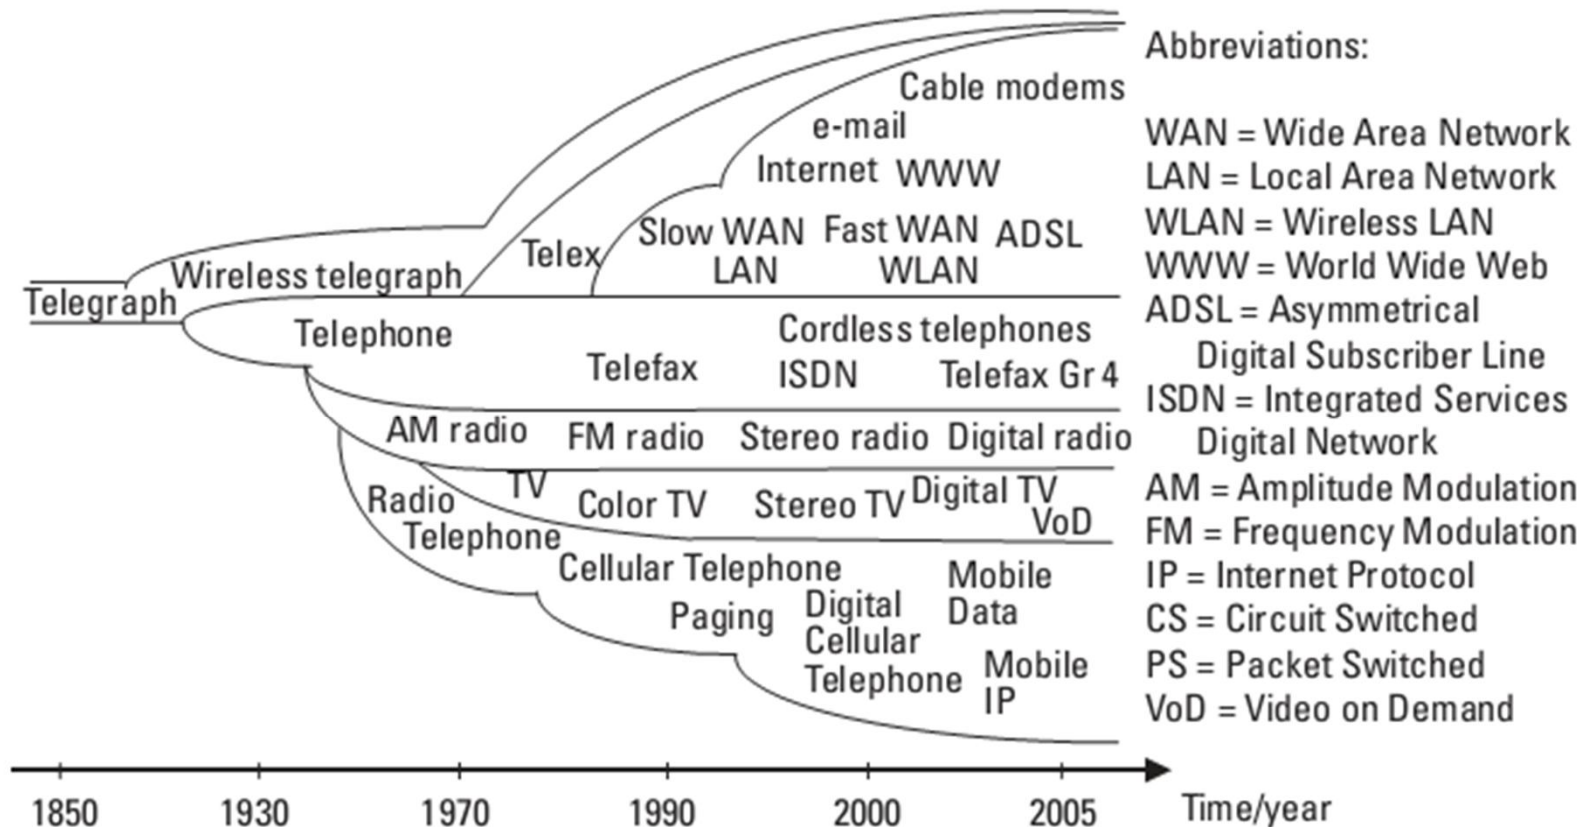 Cable modems
e-mail
Internet WWW
Slow WAN Fast WAN ADSL
LAN WLAN
Telex
Wireless telegraph
Telegraph
Telephone
Cordless telephones
Telefax ISDN Telefax Gr 4
AM radio FM radio Stereo radio Digital radio
TV Color TV Stereo TV Digital TV
VoD
Radio
Telephone
Cellular Telephone
Paging
Digital
Cellular
Telephone
Mobile
Data
Mobile
IP
1850 1930 1970 1990 2000 2005 Time/year
Abbreviations:
WAN = Wide Area Network
LAN = Local Area Network
WLAN = Wireless LAN
WWW = World Wide Web
ADSL = Asymmetrical
Digital Subscriber Line
ISDN = Integrated Services
Digital Network
AM = Amplitude Modulation
FM = Frequency Modulation
IP = Internet Protocol
CS = Circuit Switched
PS = Packet Switched
VoD = Video on Demand